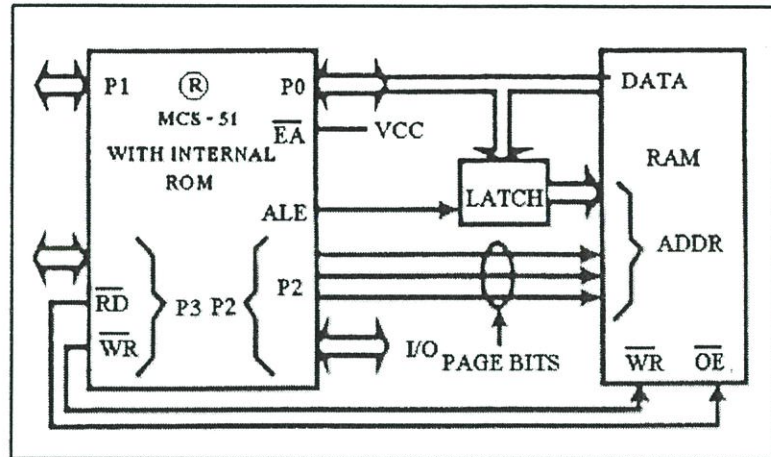 P1
®
P0
MCS - 51
EA
VCC
WITH INTERNAL
ROM
ALE
LATCH
DATA
RAM
ADDR
RD
WR
P3
P2
P2
I/O
PAGE BITS
WR
OE